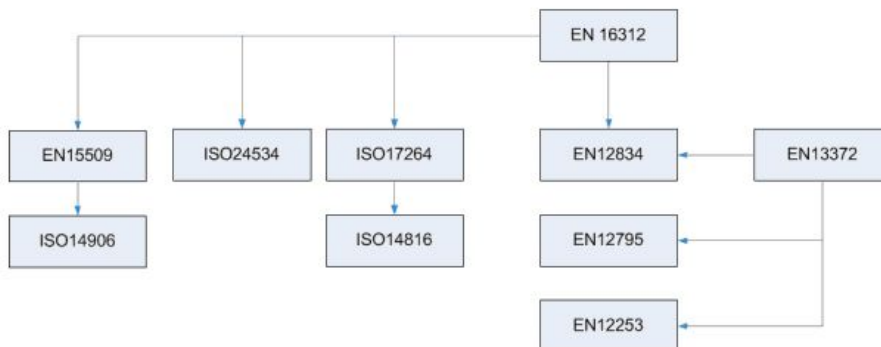 EN 16312
EN15509
ISO24534
ISO17264
EN12834
EN13372
ISO14906
ISO14816
EN12795
EN12253